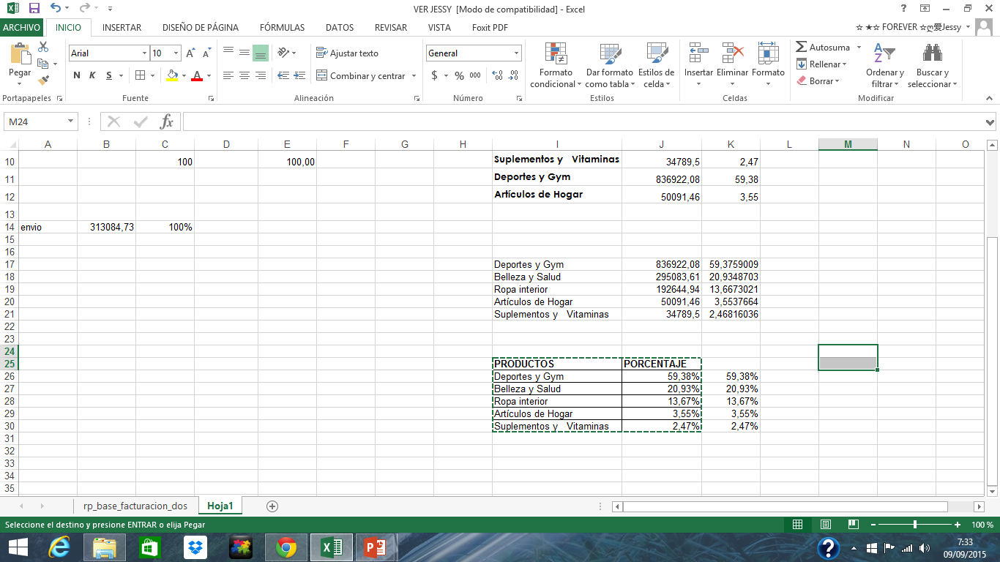 VER JESSY [Modo de compatibilidad] - Excel
ARCHIVO INICIO INSERTAR DISEÑO DE PÁGINA FÓRMULAS DATOS REVISAR VISTA Foxit PDF ☆ ★☆ FOREVER ☆ღ爱Jessy
Arial 10 Ajustar texto General Autosuma
Pegar N K S Combinar y centrar $ % 000 Formato condicional Dar formato como tabla Estilos de celda Insertar Eliminar Formato Rellenar Borrar Ordenar y filtrar Buscar y seleccionar
Portapapeles Fuente Alineación Número Estilos Celdas Modificar
M24 fx
A B C D E F G H I J K L M N O
10 100 100,00 Suplementos y Vitaminas 34789,5 2,47
11 Deportes y Gym 836922,08 59,38
12 Artículos de Hogar 50091,46 3,55
13
14 envio 313084,73 100%
15
16
17 Deportes y Gym 836922,08 59,3759009
18 Belleza y Salud 295083,61 20,9348703
19 Ropa interior 192644,94 13,6673021
20 Artículos de Hogar 50091,46 3,5537664
21 Suplementos y Vitaminas 34789,5 2,46816036
22
23
24
25 PRODUCTOS PORCENTAJE
26 Deportes y Gym 59,38% 59,38%
27 Belleza y Salud 20,93% 20,93%
28 Ropa interior 13,67% 13,67%
29 Artículos de Hogar 3,55% 3,55%
30 Suplementos y Vitaminas 2,47% 2,47%
31
32
33
34
35
rp_base_facturacion_dos Hoja1
Seleccione el destino y presione ENTRAR o elija Pegar 100 %
7:33
09/09/2015